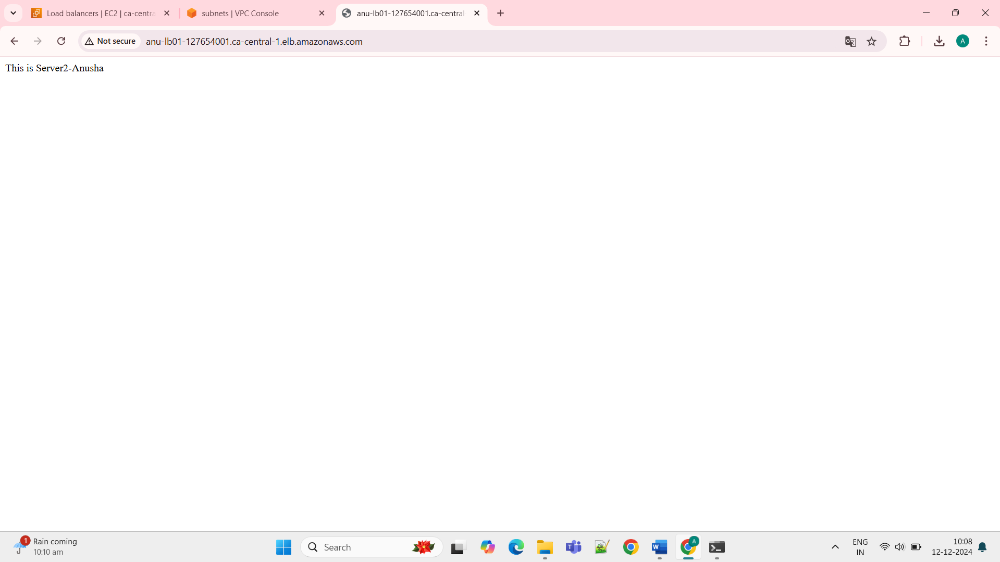 Load balancers | EC2 | ca-centra
subnets | VPC Console
anu-lb01-127654001.ca-central
Not secure
anu-lb01-127654001.ca-central-1.elb.amazonaws.com
A
This is Server2-Anusha
1
Rain coming
10:10 am
Search
A
ENG
IN
10:08
12-12-2024